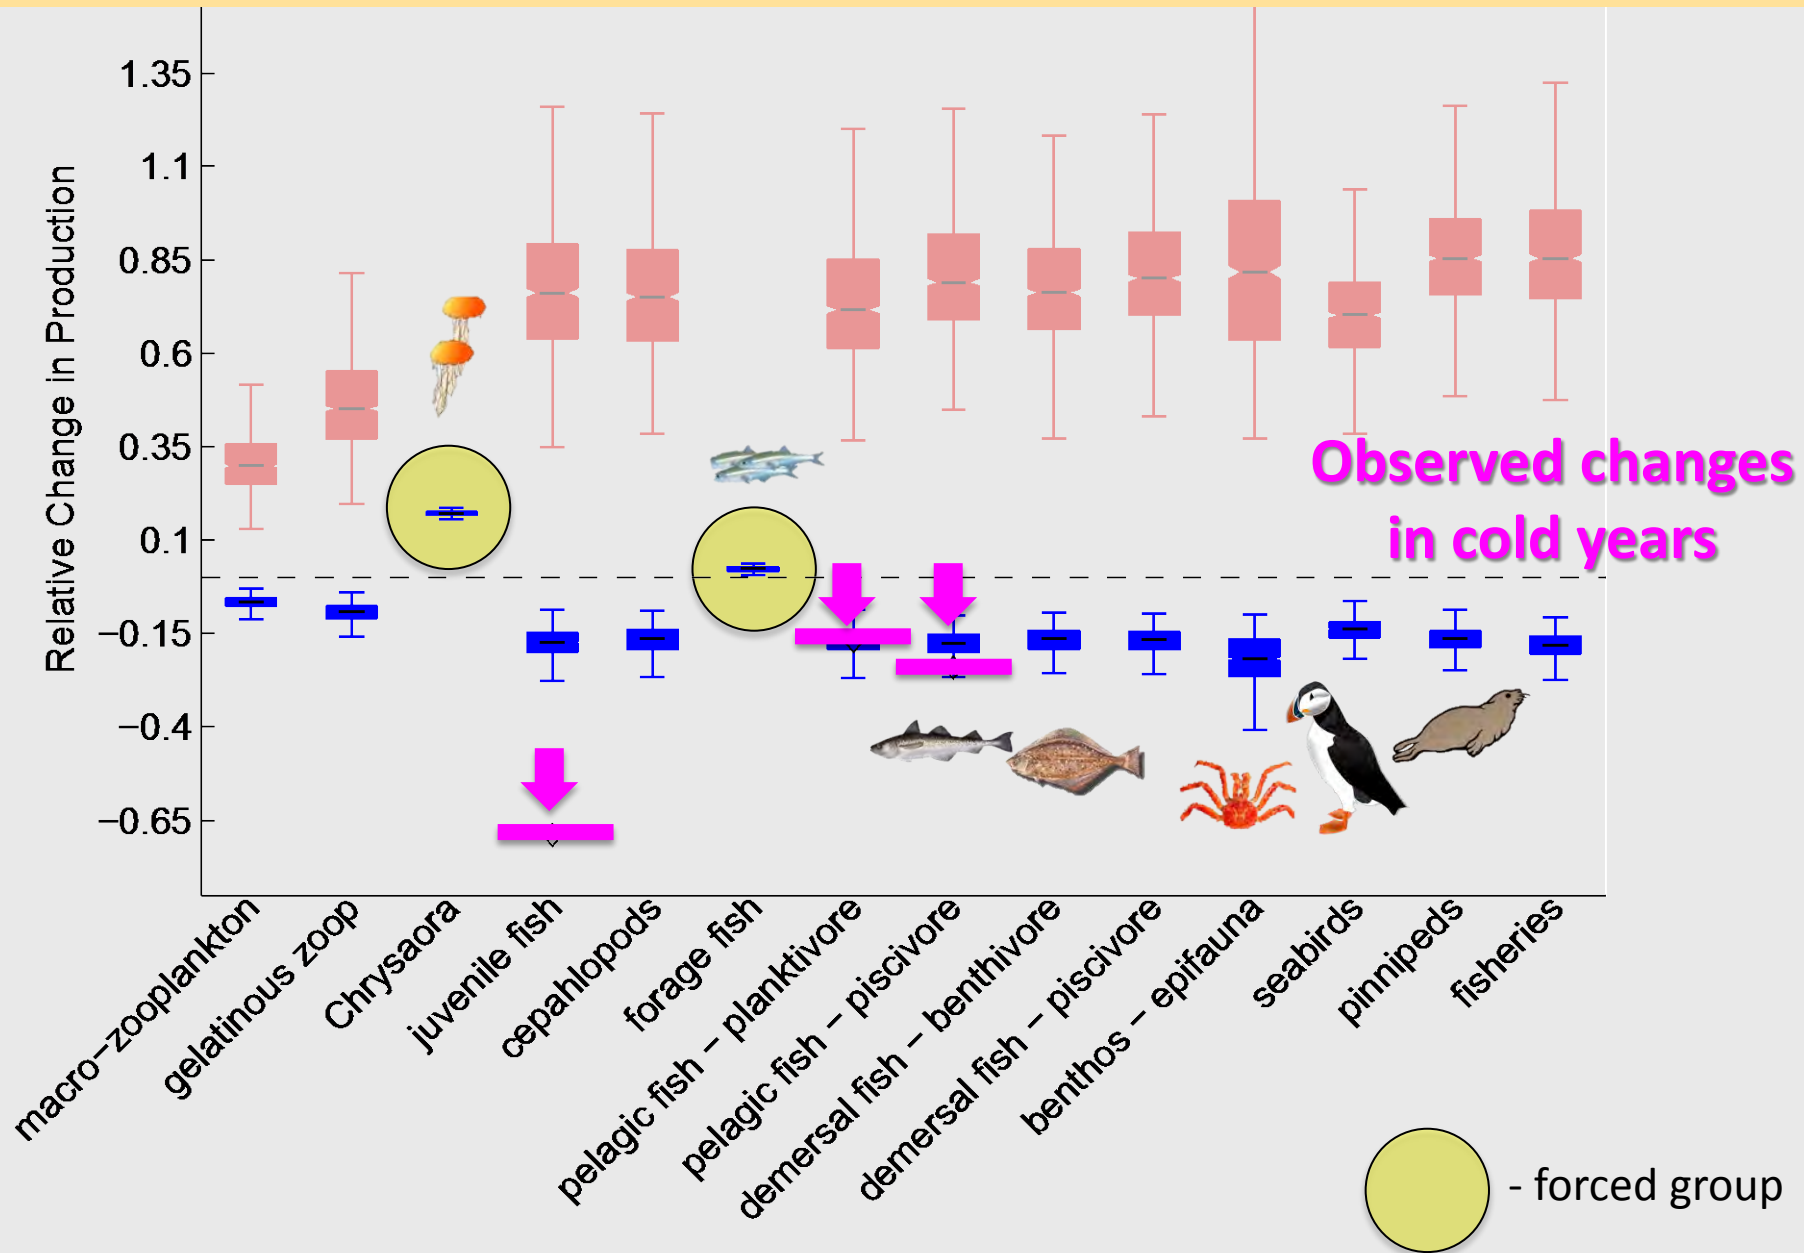 Relative Change in Production
1.35
1.1
0.85
0.6
0.35
0.1
−0.15
−0.4
−0.65
Observed changes
in cold years
macro−zooplankton
gelatinous zoop
Chrysaora
juvenile fish
cepahlopods
forage fish
pelagic fish − planktivore
pelagic fish − piscivore
demersal fish − benthivore
demersal fish − piscivore
benthos − epifauna
seabirds
pinnipeds
fisheries
- forced group